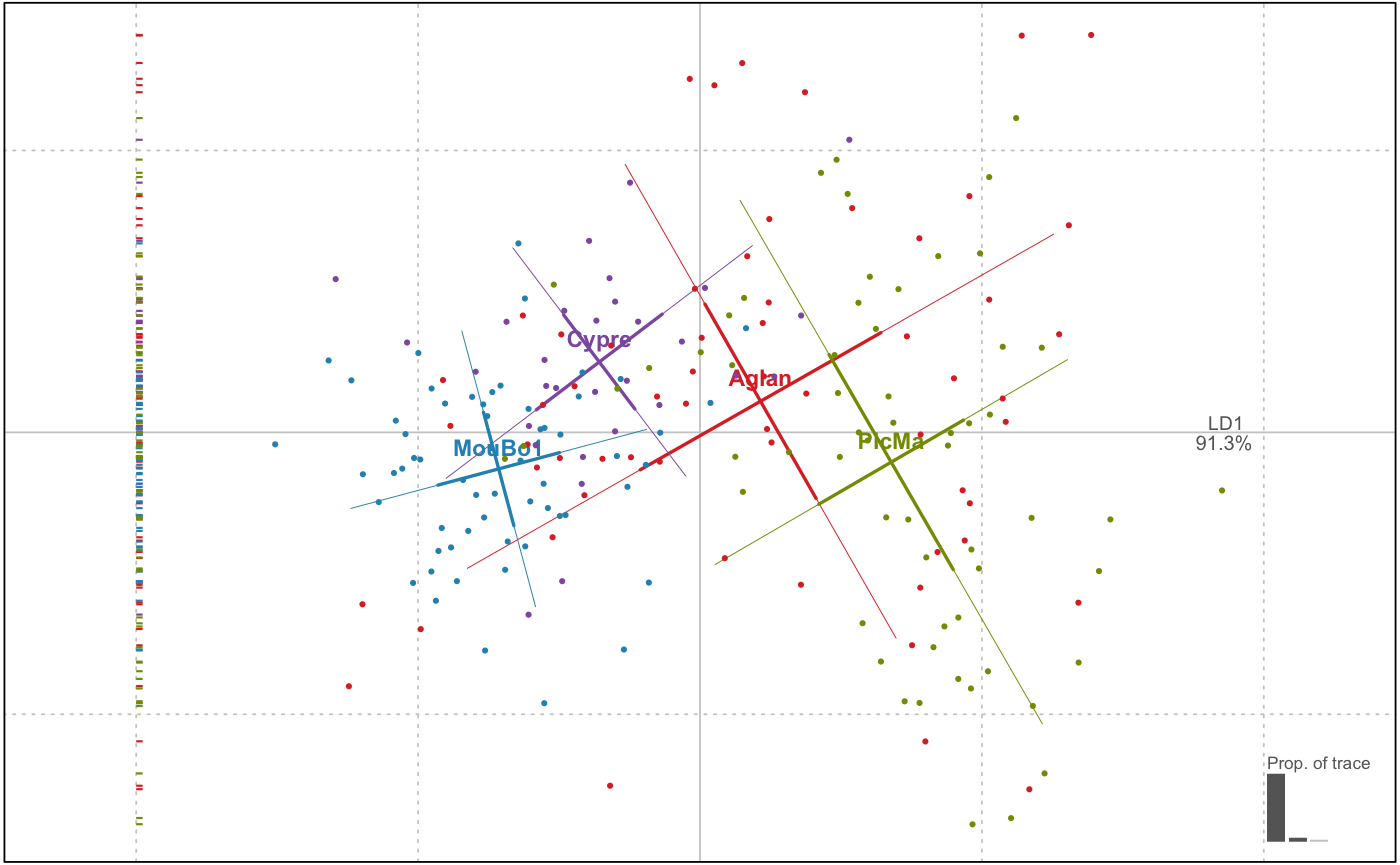 Cypre
Aglan
MouBo1
PicMa
LD1
91.3%
Prop. of trace